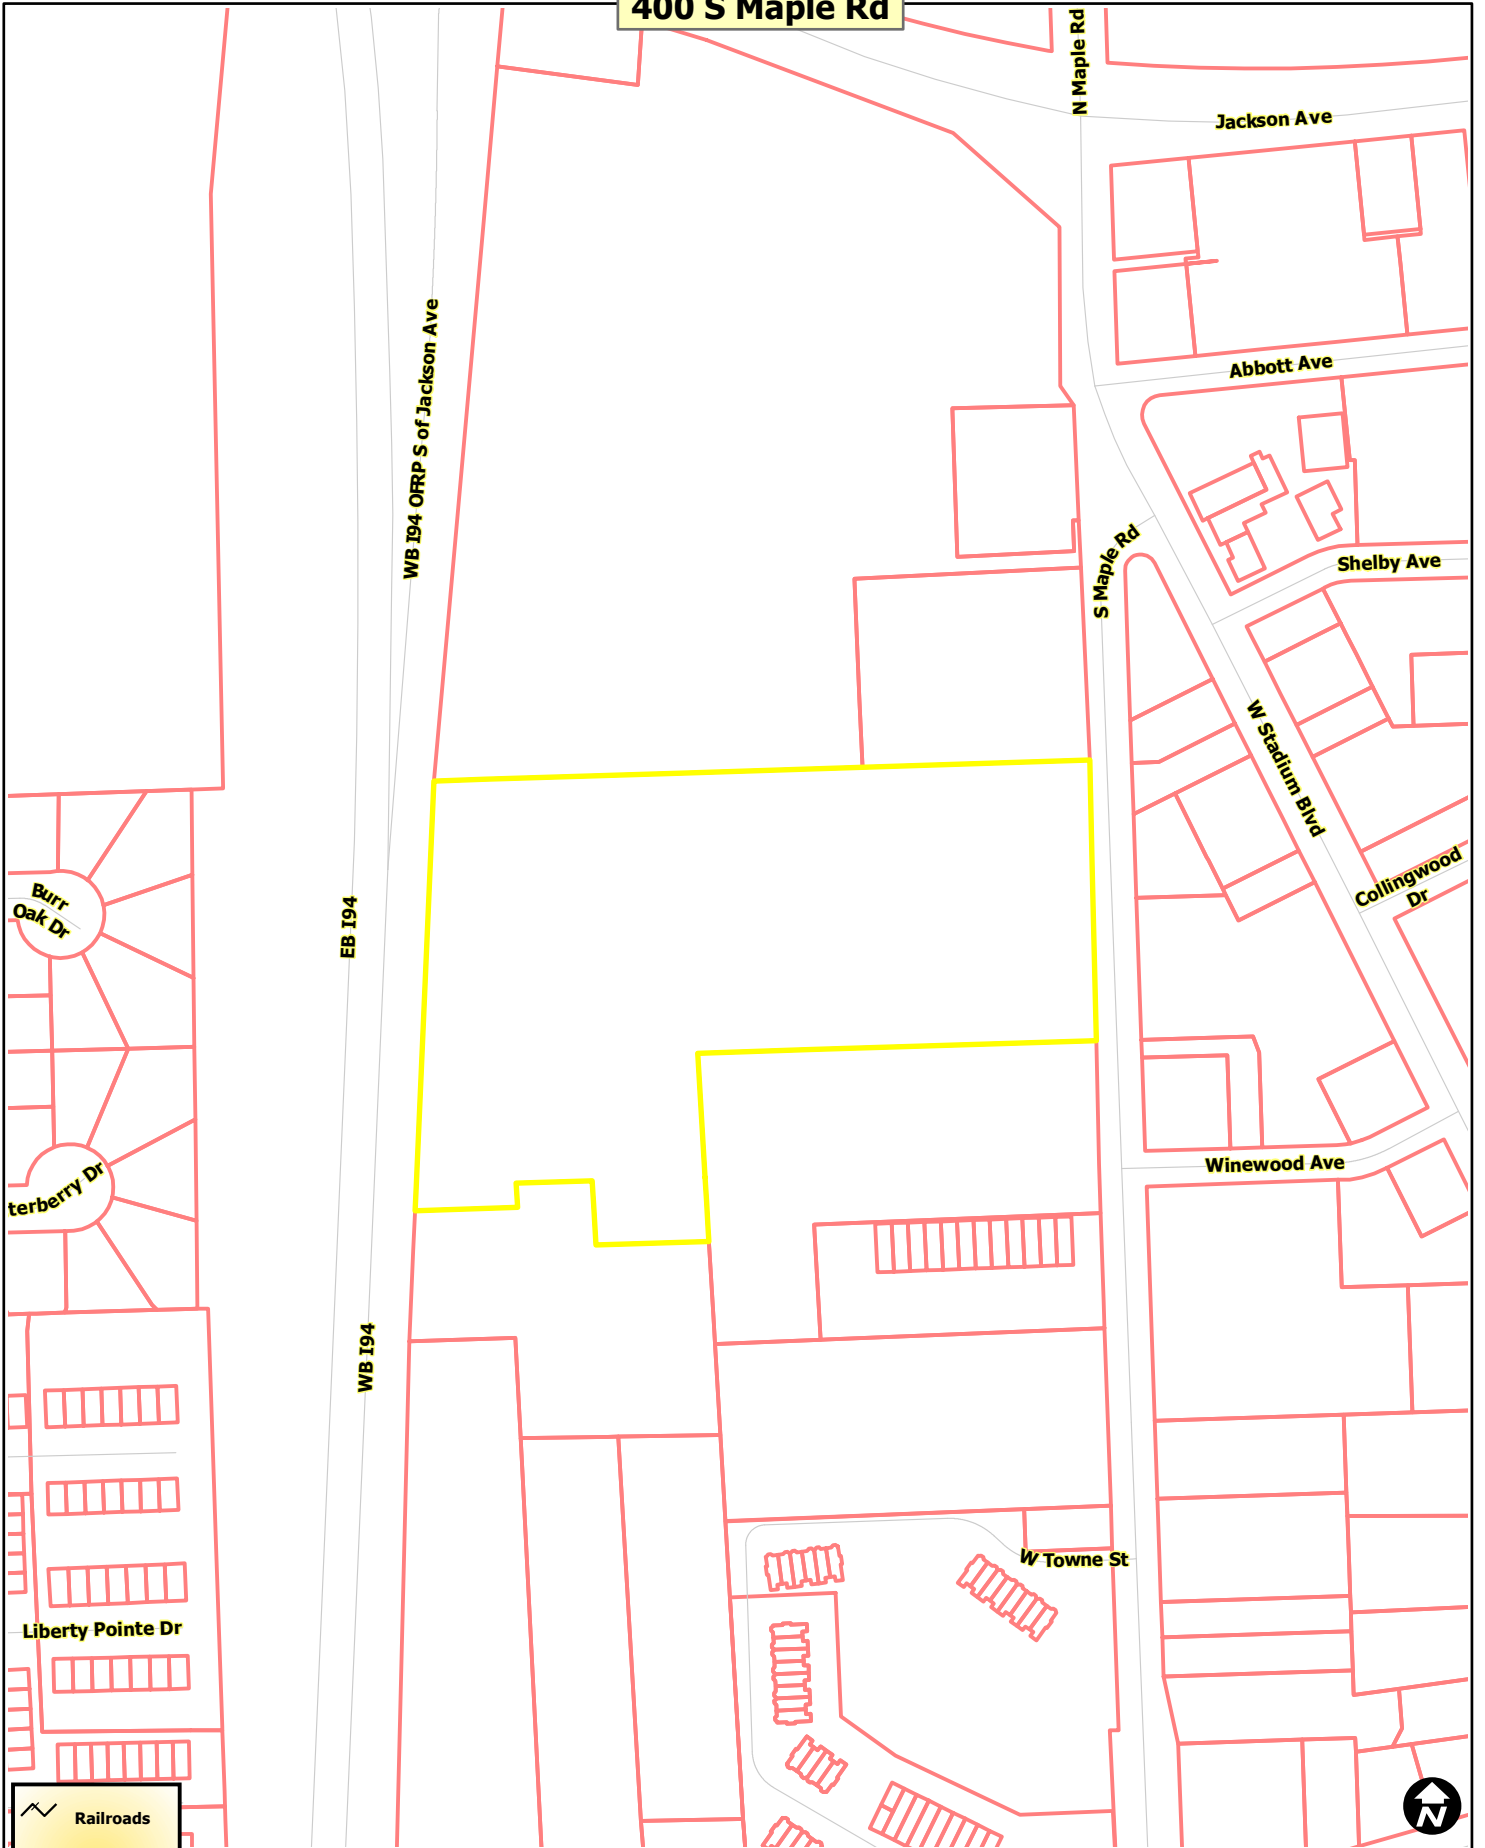 400 S Maple Rd
N Maple Rd
Jackson Ave
WB I94 OFRP S of Jackson Ave
Abbott Ave
S Maple Rd
Shelby Ave
W Stadium Blvd
Collingwood
Dr
Burr
Oak Dr
EB I94
terberry Dr
Winewood Ave
WB I94
W Towne St
Liberty Pointe Dr
Railroads
N